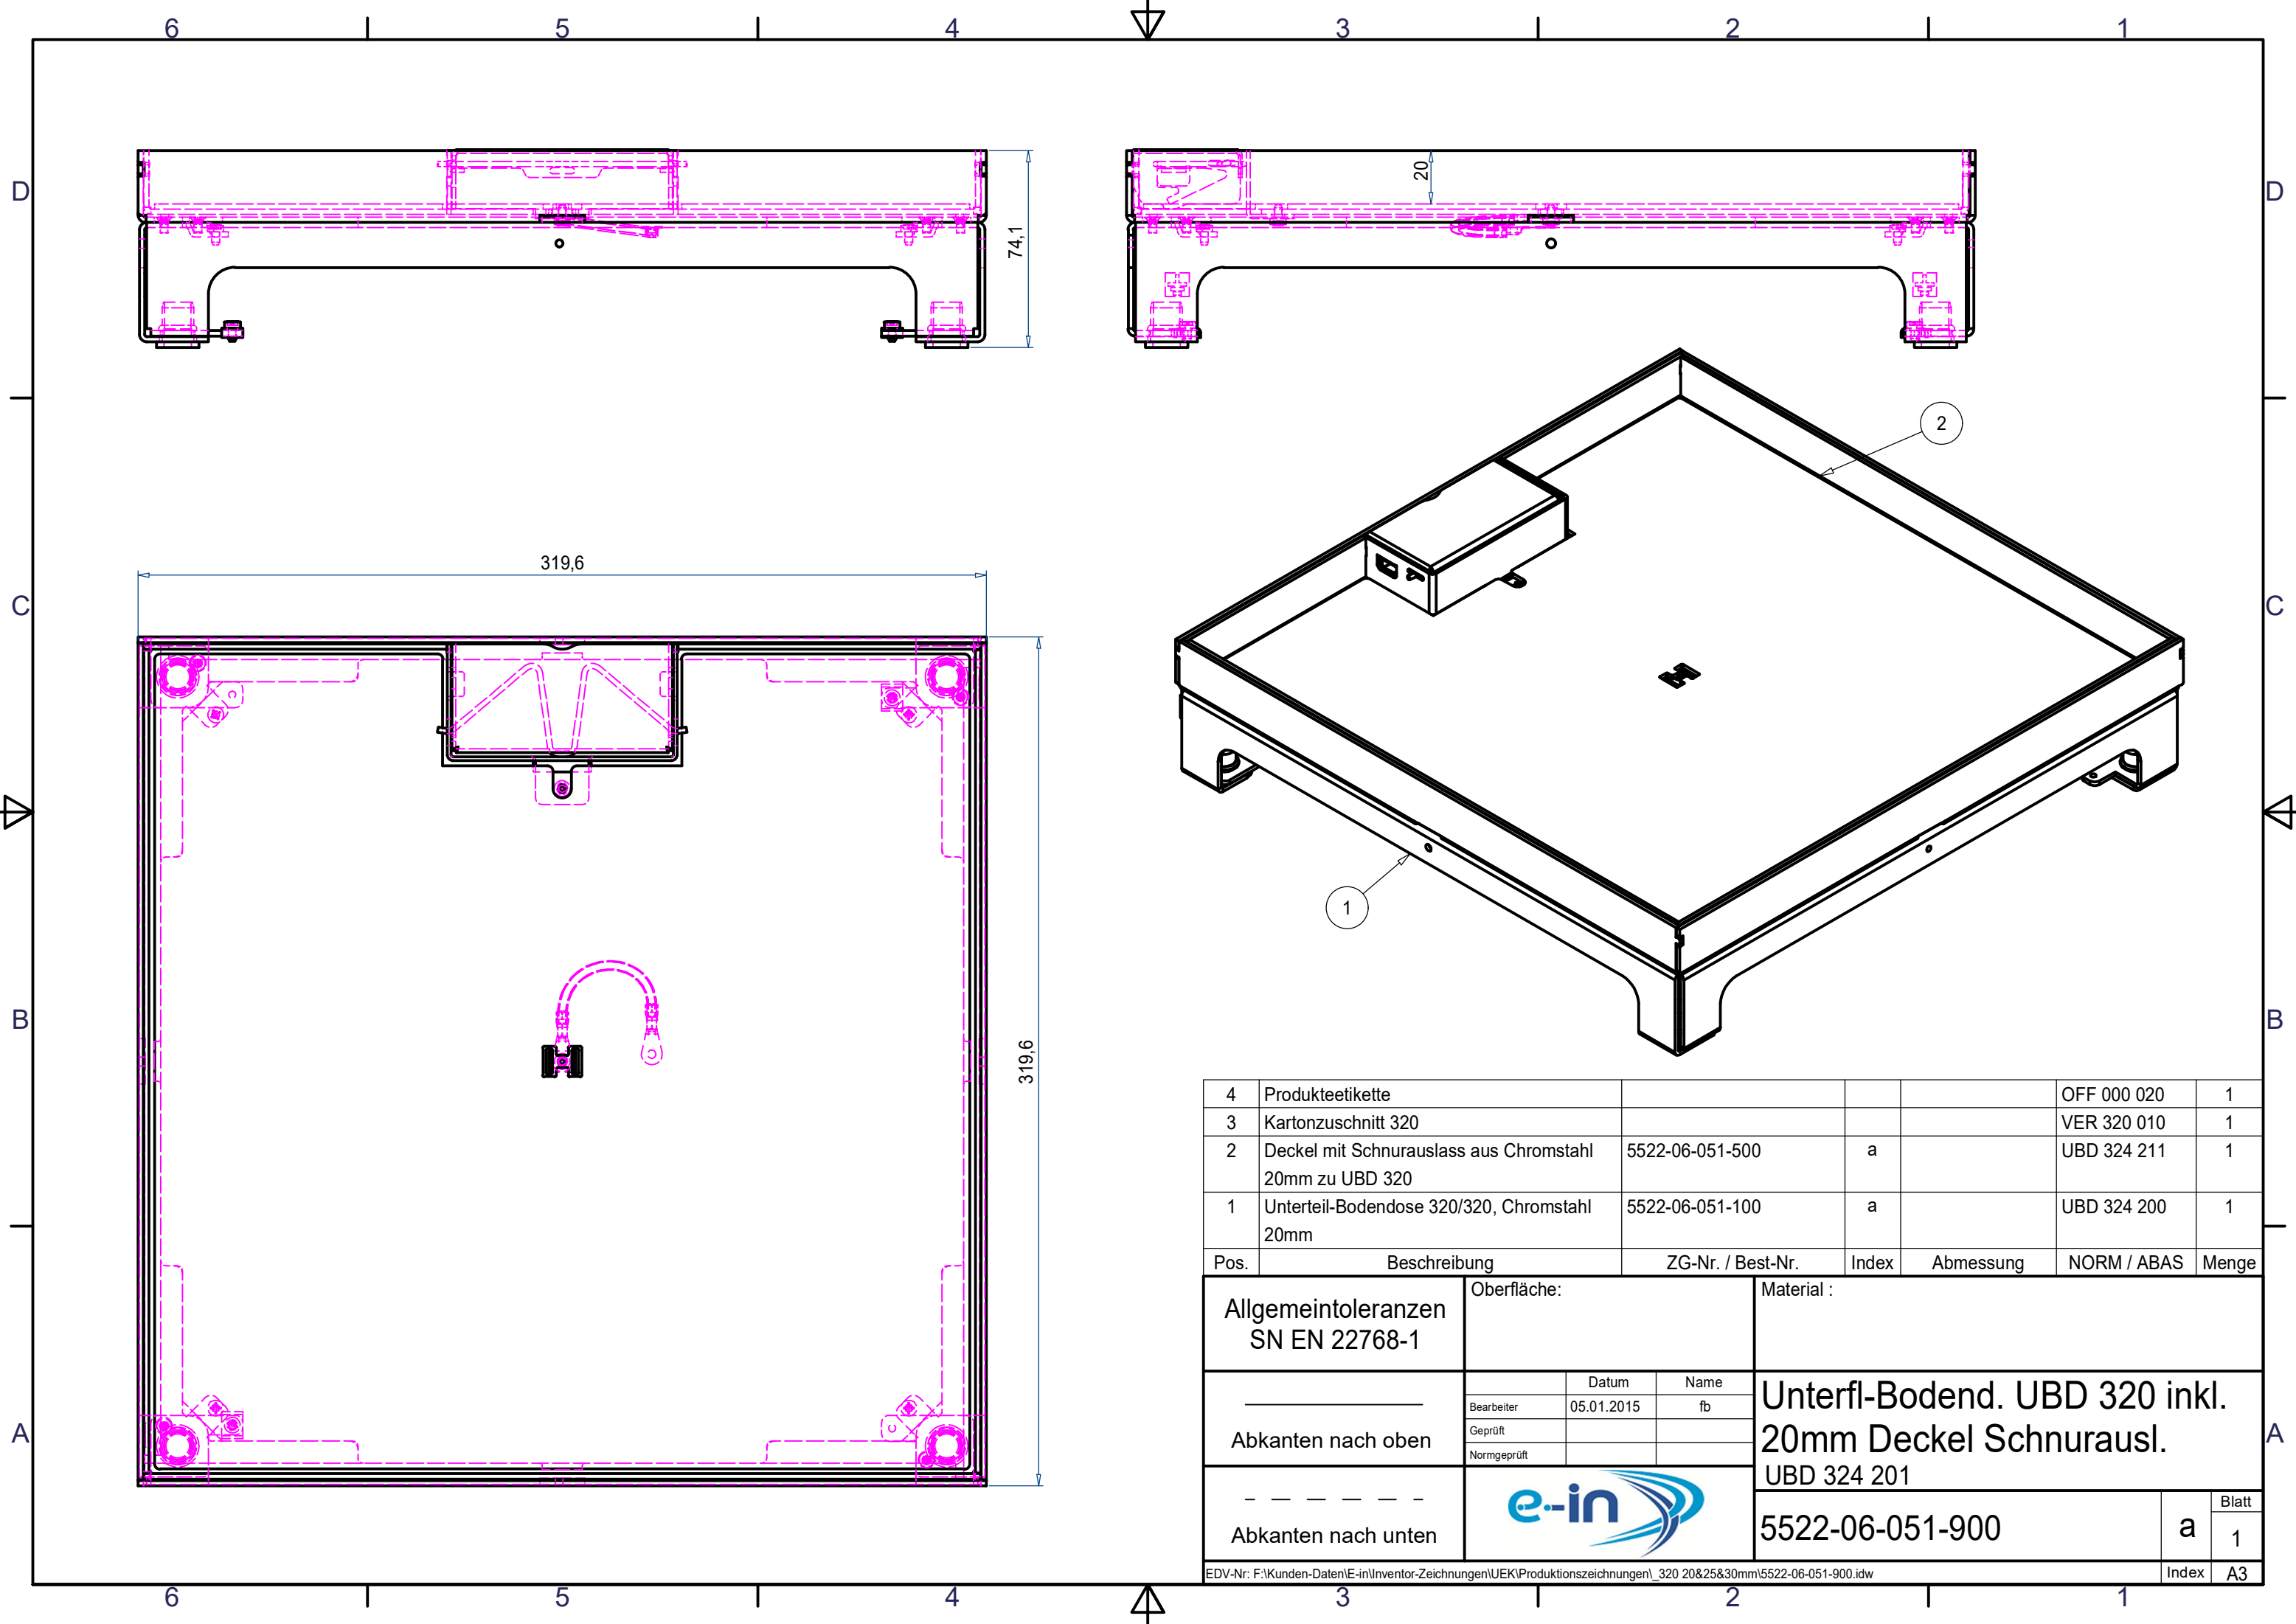 6 5 4 3 2 1
D D
74,1
20
2
C C
319,6
319,6
1
B B
4 Produkteetikette OFF 000 020 1
3 Kartonzuschnitt 320 VER 320 010 1
2 Deckel mit Schnurauslass aus Chromstahl 5522-06-051-500 a UBD 324 211 1
20mm zu UBD 320
1 Unterteil-Bodendose 320/320, Chromstahl 5522-06-051-100 a UBD 324 200 1
20mm
Pos. Beschreibung ZG-Nr. / Best-Nr. Index Abmessung NORM / ABAS Menge
Allgemeintoleranzen
SN EN 22768-1
Oberfläche:
Material :
Datum Name
Bearbeiter 05.01.2015 fb
Geprüft
Normgeprüft
Abkanten nach oben
Abkanten nach unten
e-in
Unterfl-Bodend. UBD 320 inkl.
20mm Deckel Schnurausl.
UBD 324 201
5522-06-051-900
a
Blatt
1
Index A3
EDV-Nr: F:\Kunden-Daten\E-in\Inventor-Zeichnungen\UEK\Produktionszeichnungen\_320 20&25&30mm\5522-06-051-900.idw
A A
6 5 4 3 2 1